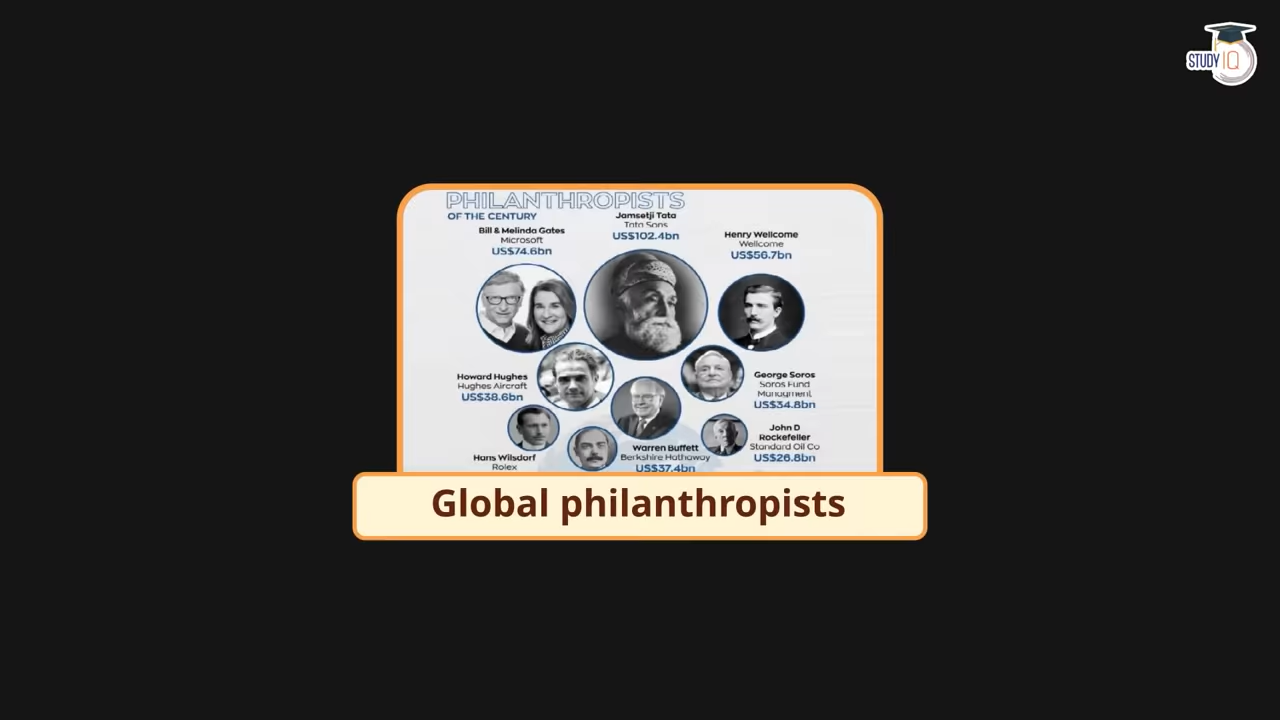 STUDY IQ
PHILANTHROPISTS
OF THE CENTURY
Bill & Melinda Gates
Microsoft
US$74.6bn
Jamsetji Tata
Tata Sons
US$102.4bn
Henry Wellcome
Wellcome
US$56.7bn
Howard Hughes
Hughes Aircraft
US$38.6bn
George Soros
Soros Fund
Managment
US$34.8bn
Hans Wilsdorf
Rolex
Warren Buffett
Berkshire Hathaway
US$37.4bn
John D
Rockefeller
Standard Oil Co
US$26.8bn
Global philanthropists